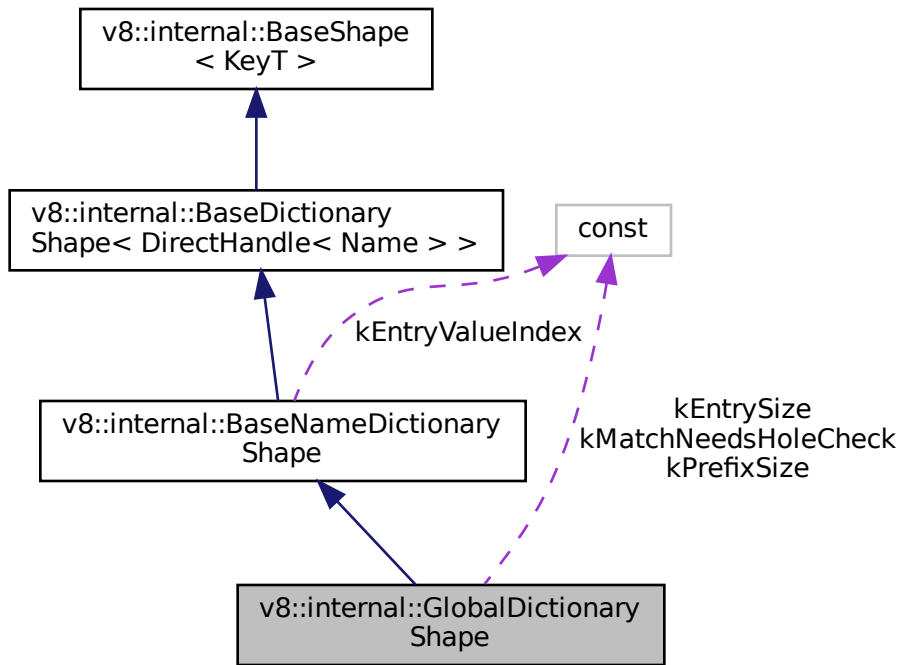 v8::internal::BaseShape
< KeyT >
v8::internal::BaseDictionary
Shape< DirectHandle< Name > >
const
kEntryValueIndex
v8::internal::BaseNameDictionary
Shape
kEntrySize
kMatchNeedsHoleCheck
kPrefixSize
v8::internal::GlobalDictionary
Shape